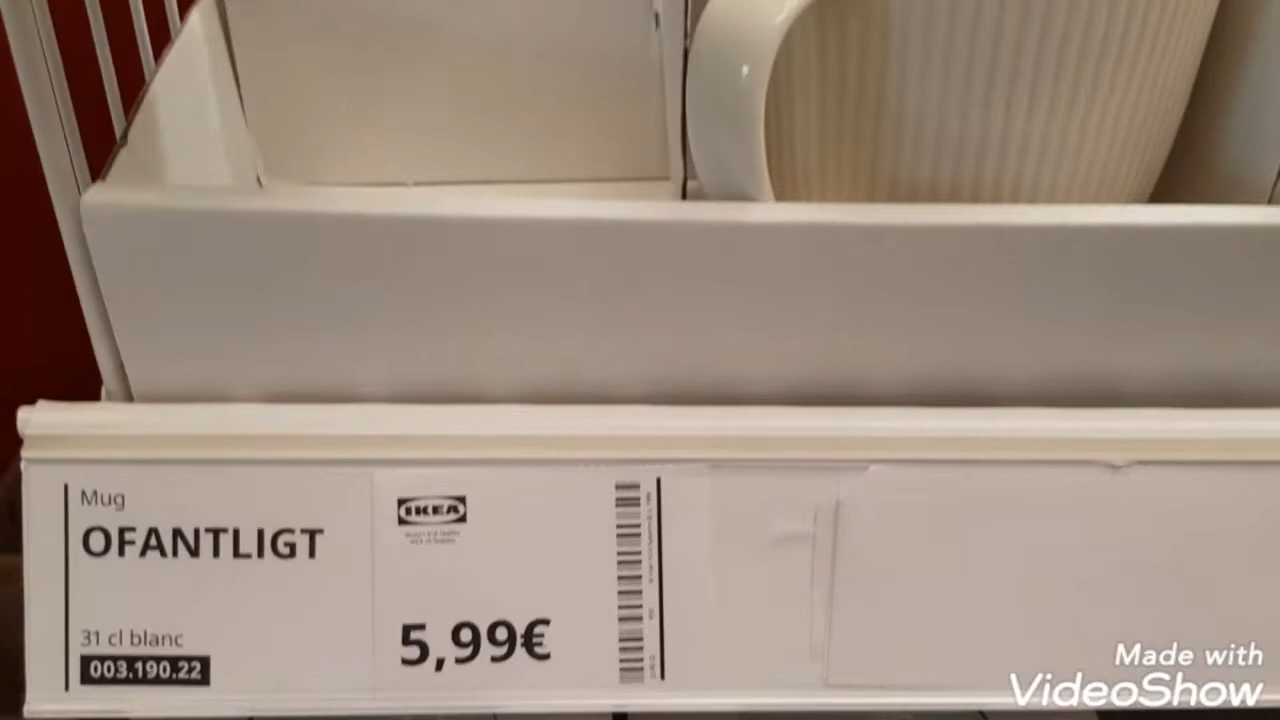 Mug
OFANTLIGT
31 cl blanc
003.190.22
IKEA
5,99€
Made with
VideoShow